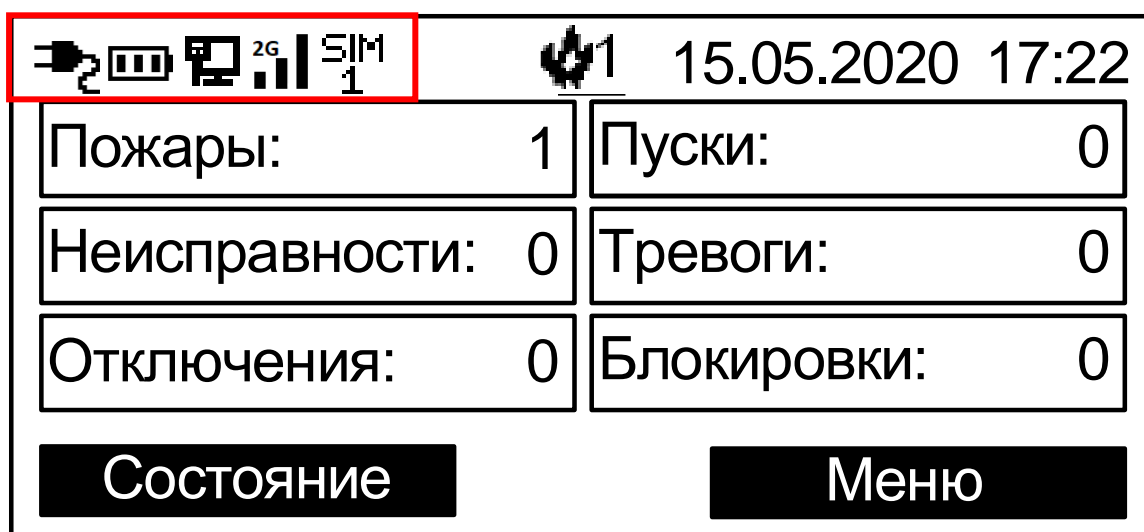 2G SIM 1 1 15.05.2020 17:22
Пожары: 1 Пуски: 0
Неисправности: 0 Тревоги: 0
Отключения: 0 Блокировки: 0
Состояние Меню